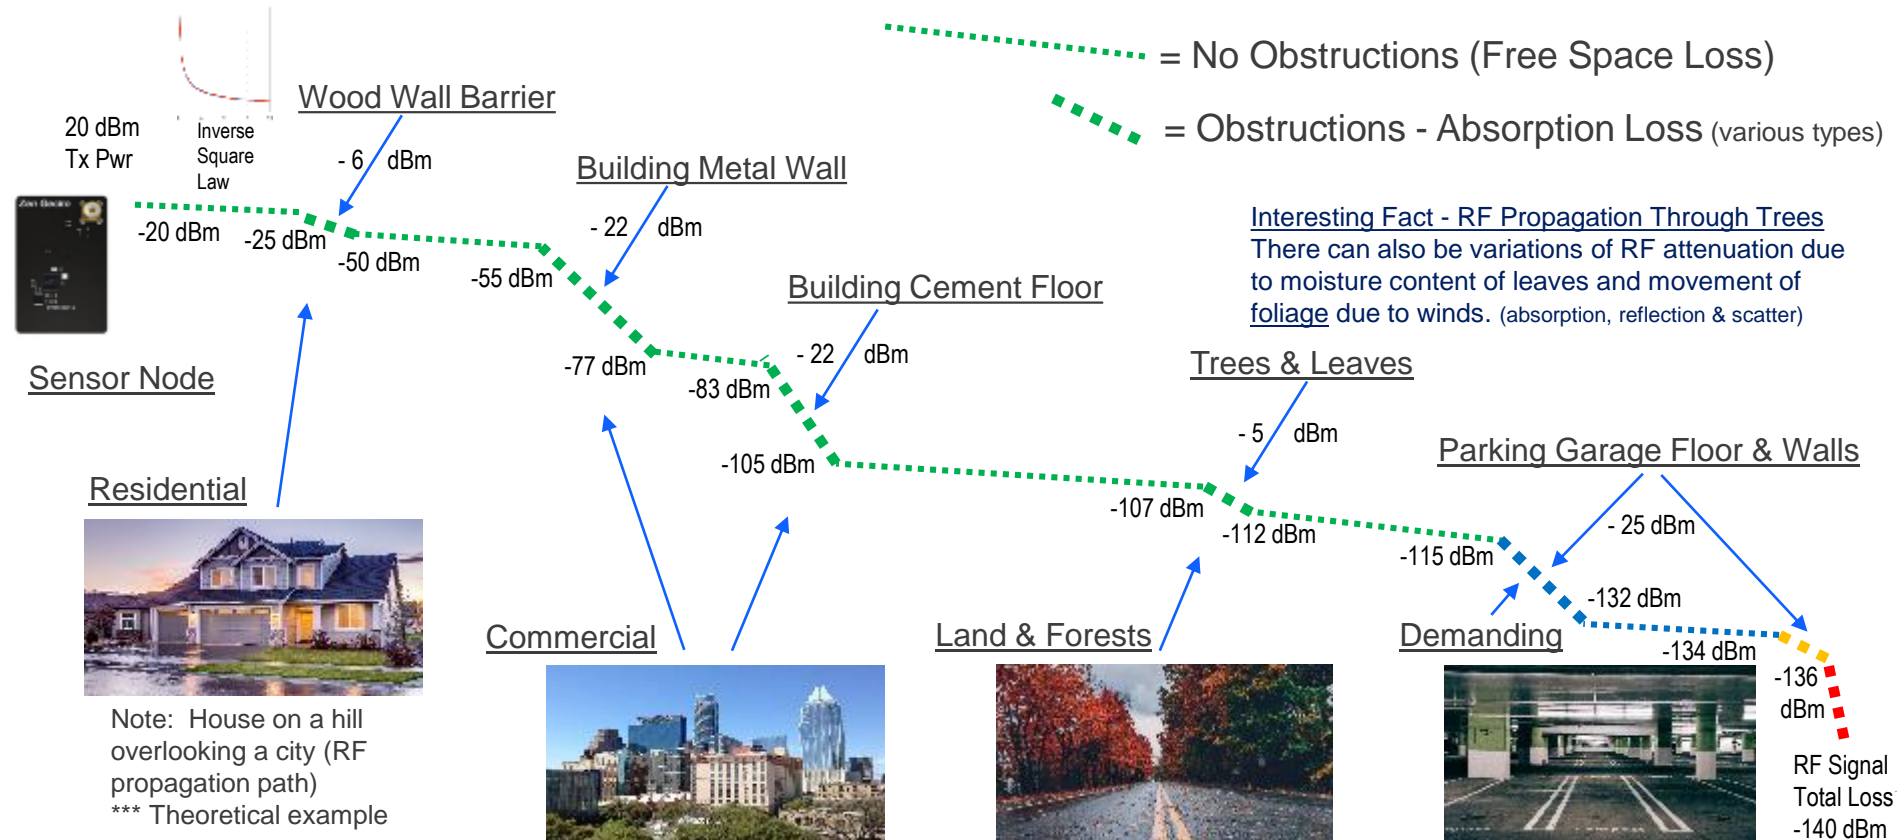 = No Obstructions (Free Space Loss)
= Obstructions - Absorption Loss (various types)
20 dBm
Tx Pwr
Inverse
Square
Law
Wood Wall Barrier
- 6 dBm
Building Metal Wall
- 22 dBm
Building Cement Floor
- 22 dBm
Interesting Fact - RF Propagation Through Trees
There can also be variations of RF attenuation due
to moisture content of leaves and movement of
foliage due to winds. (absorption, reflection & scatter)
Trees & Leaves
- 5 dBm
Parking Garage Floor & Walls
- 25 dBm
-20 dBm
-25 dBm
-50 dBm
-55 dBm
-77 dBm
-83 dBm
-105 dBm
-107 dBm
-112 dBm
-115 dBm
-132 dBm
-134 dBm
-136
dBm
RF Signal
Total Loss
-140 dBm
Sensor Node
Residential
Commercial
Land & Forests
Demanding
Note: House on a hill
overlooking a city (RF
propagation path)
*** Theoretical example